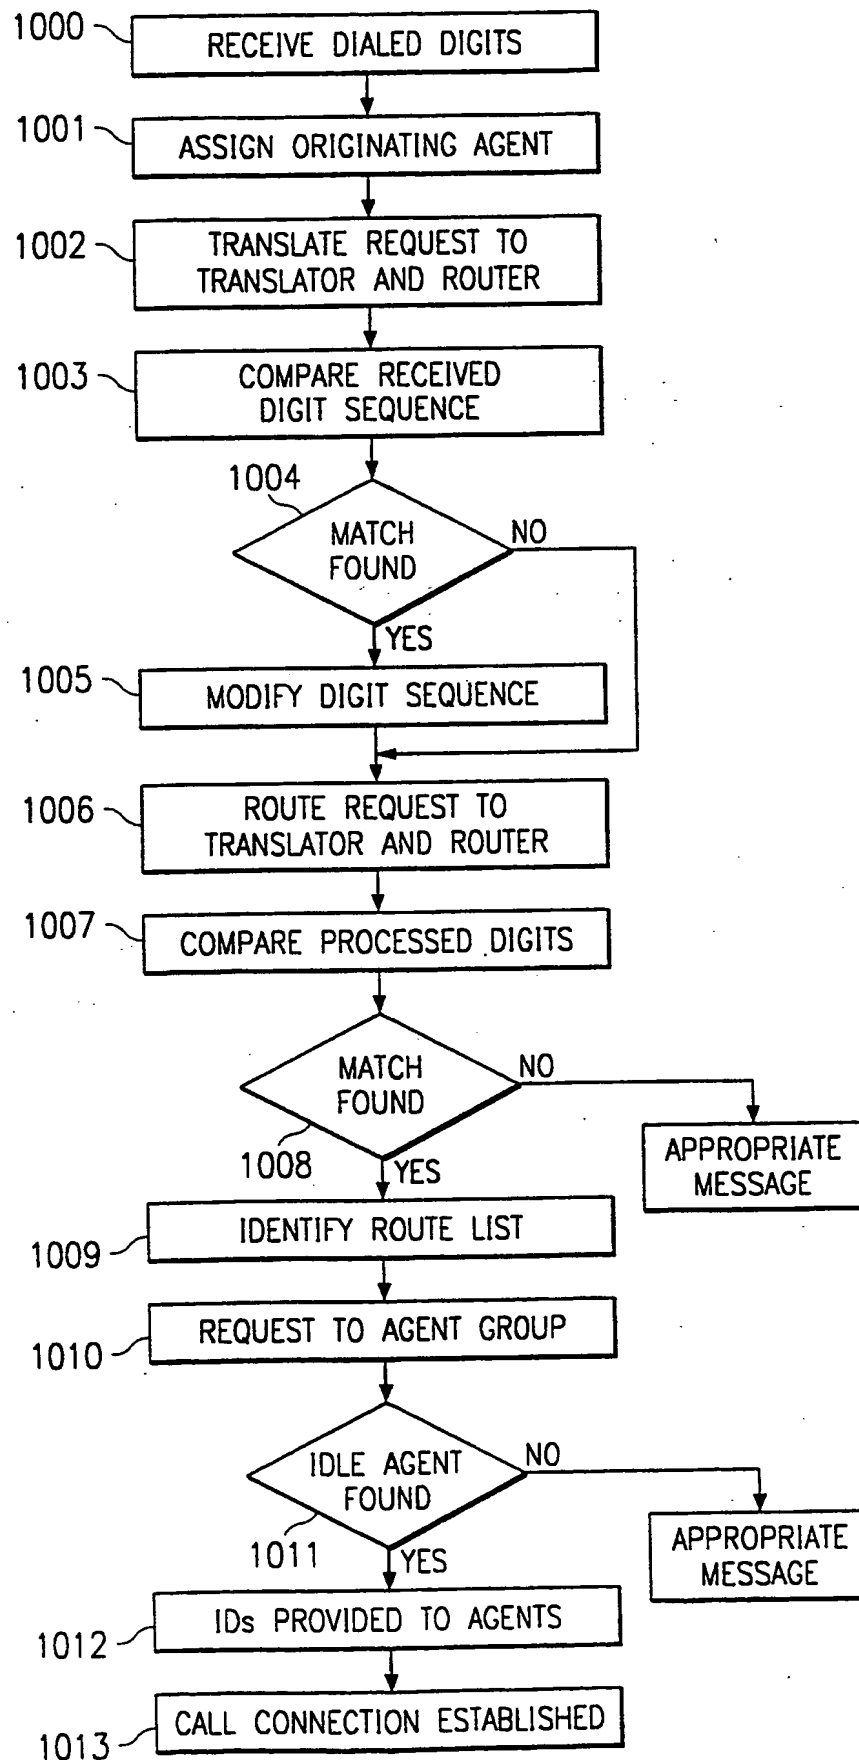 1000
RECEIVE DIALED DIGITS
1001
ASSIGN ORIGINATING AGENT
1002
TRANSLATE REQUEST TO
TRANSLATOR AND ROUTER
1003
COMPARE RECEIVED
DIGIT SEQUENCE
1004
MATCH
FOUND
NO
YES
1005
MODIFY DIGIT SEQUENCE
1006
ROUTE REQUEST TO
TRANSLATOR AND ROUTER
1007
COMPARE PROCESSED DIGITS
MATCH
FOUND
NO
1008
YES
APPROPRIATE
MESSAGE
IDENTIFY ROUTE LIST
1009
REQUEST TO AGENT GROUP
1010
IDLE AGENT
FOUND
NO
1011
YES
APPROPRIATE
MESSAGE
IDs PROVIDED TO AGENTS
1012
CALL CONNECTION ESTABLISHED
1013